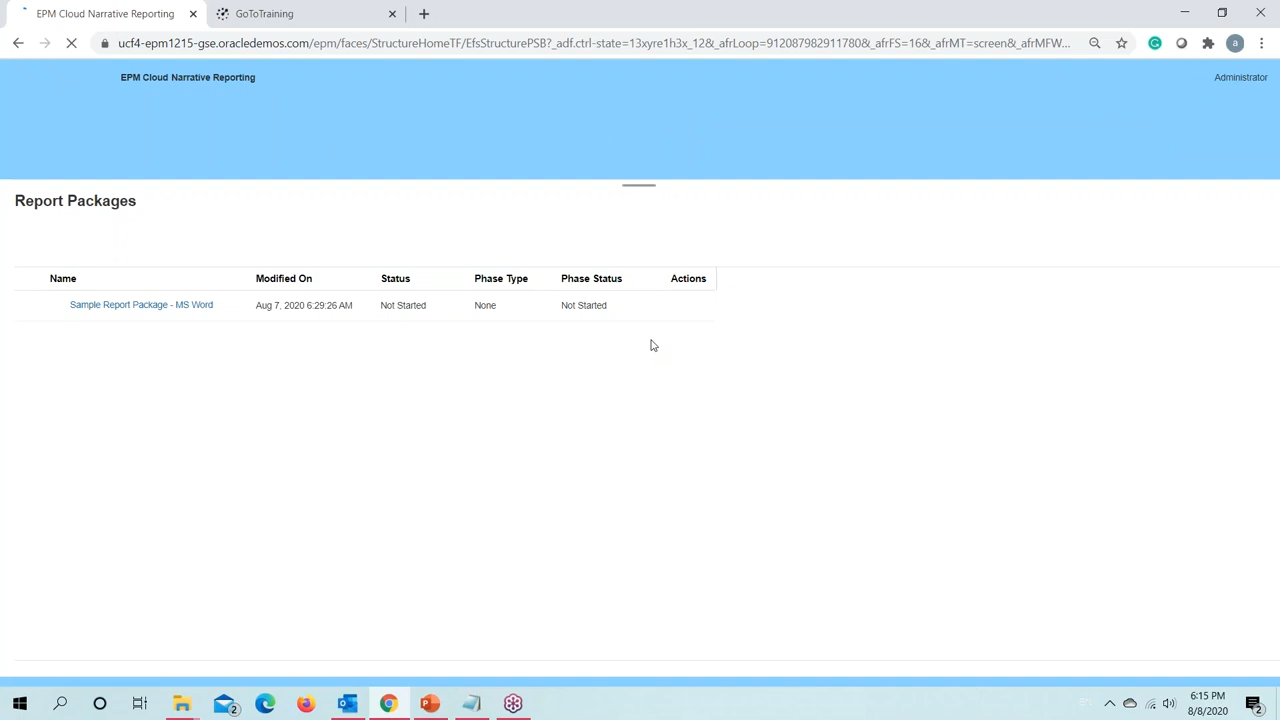 EPM Cloud Narrative Reporting
GoToTraining
ucf4-epm1215-gse.oracledemos.com/epm/faces/StructureHomeTF/EfsStructurePSB?_adf.ctrl-state=13xyre1h3x_12&_afrLoop=912087982911780&_afrFS=16&_afrMT=screen&_afrMFW...
a
EPM Cloud Narrative Reporting
Administrator
Report Packages
Name Modified On Status Phase Type Phase Status Actions
Sample Report Package - MS Word Aug 7, 2020 6:29:26 AM Not Started None Not Started
2
6:15 PM
8/8/2020
2